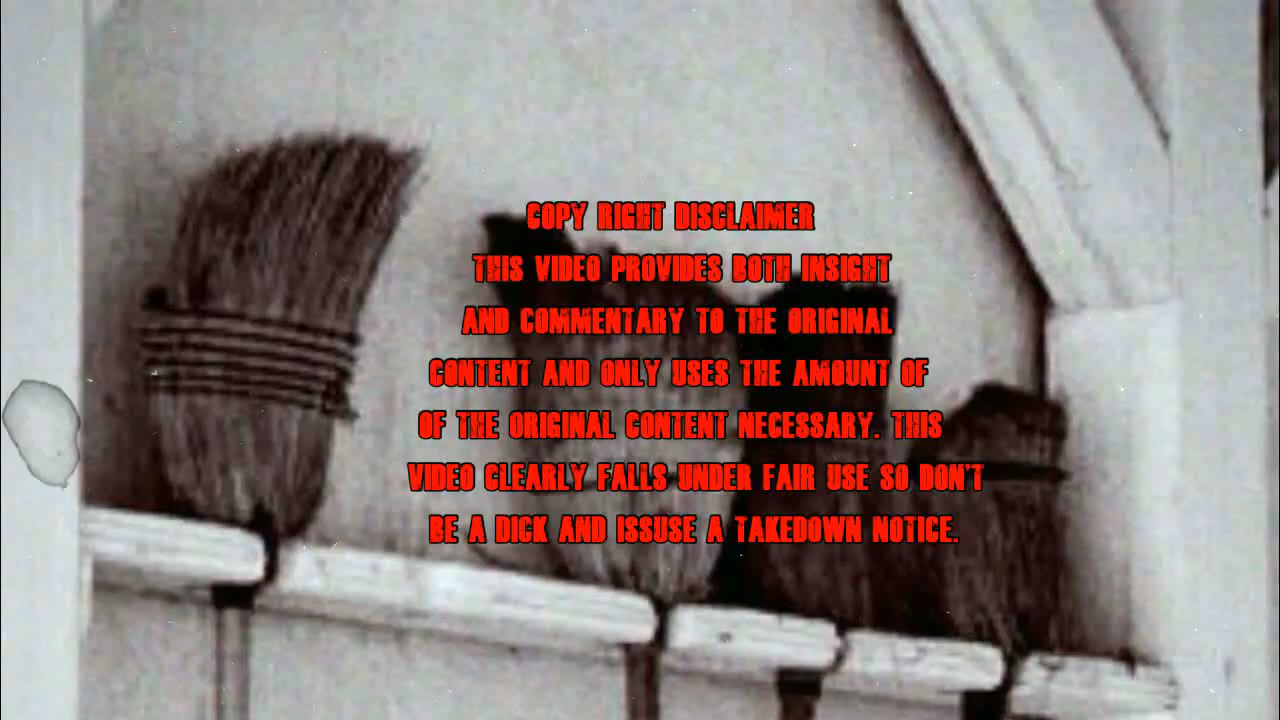 COPY RIGHT DISCLAIMER
THIS VIDEO PROVIDES BOTH INSIGHT
AND COMMENTARY TO THE ORIGINAL
CONTENT AND ONLY USES THE AMOUNT OF
OF THE ORIGINAL CONTENT NECESSARY. THIS
VIDEO CLEARLY FALLS UNDER FAIR USE SO DON'T
BE A DICK AND ISSUSE A TAKEDOWN NOTICE.